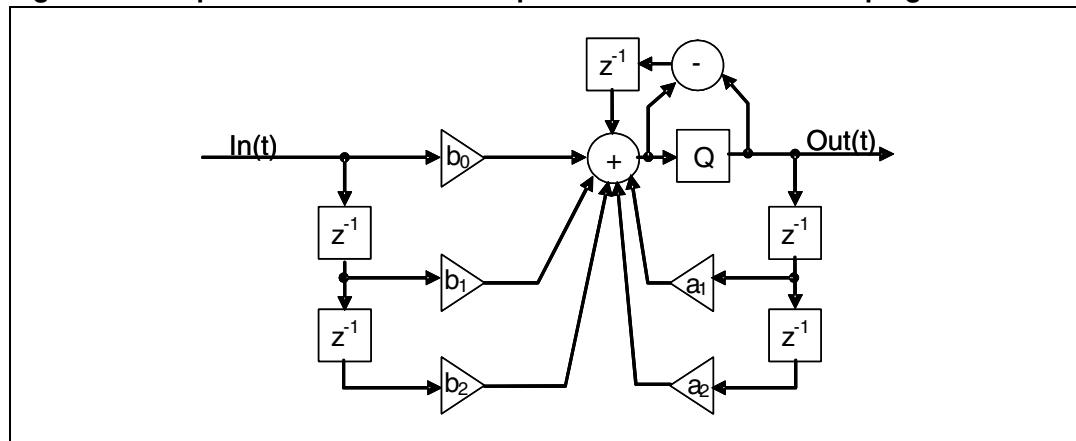 z⁻¹
-
In(t)
b₀
+
Q
Out(t)
z⁻¹
z⁻¹
b₁
a₁
z⁻¹
z⁻¹
b₂
a₂